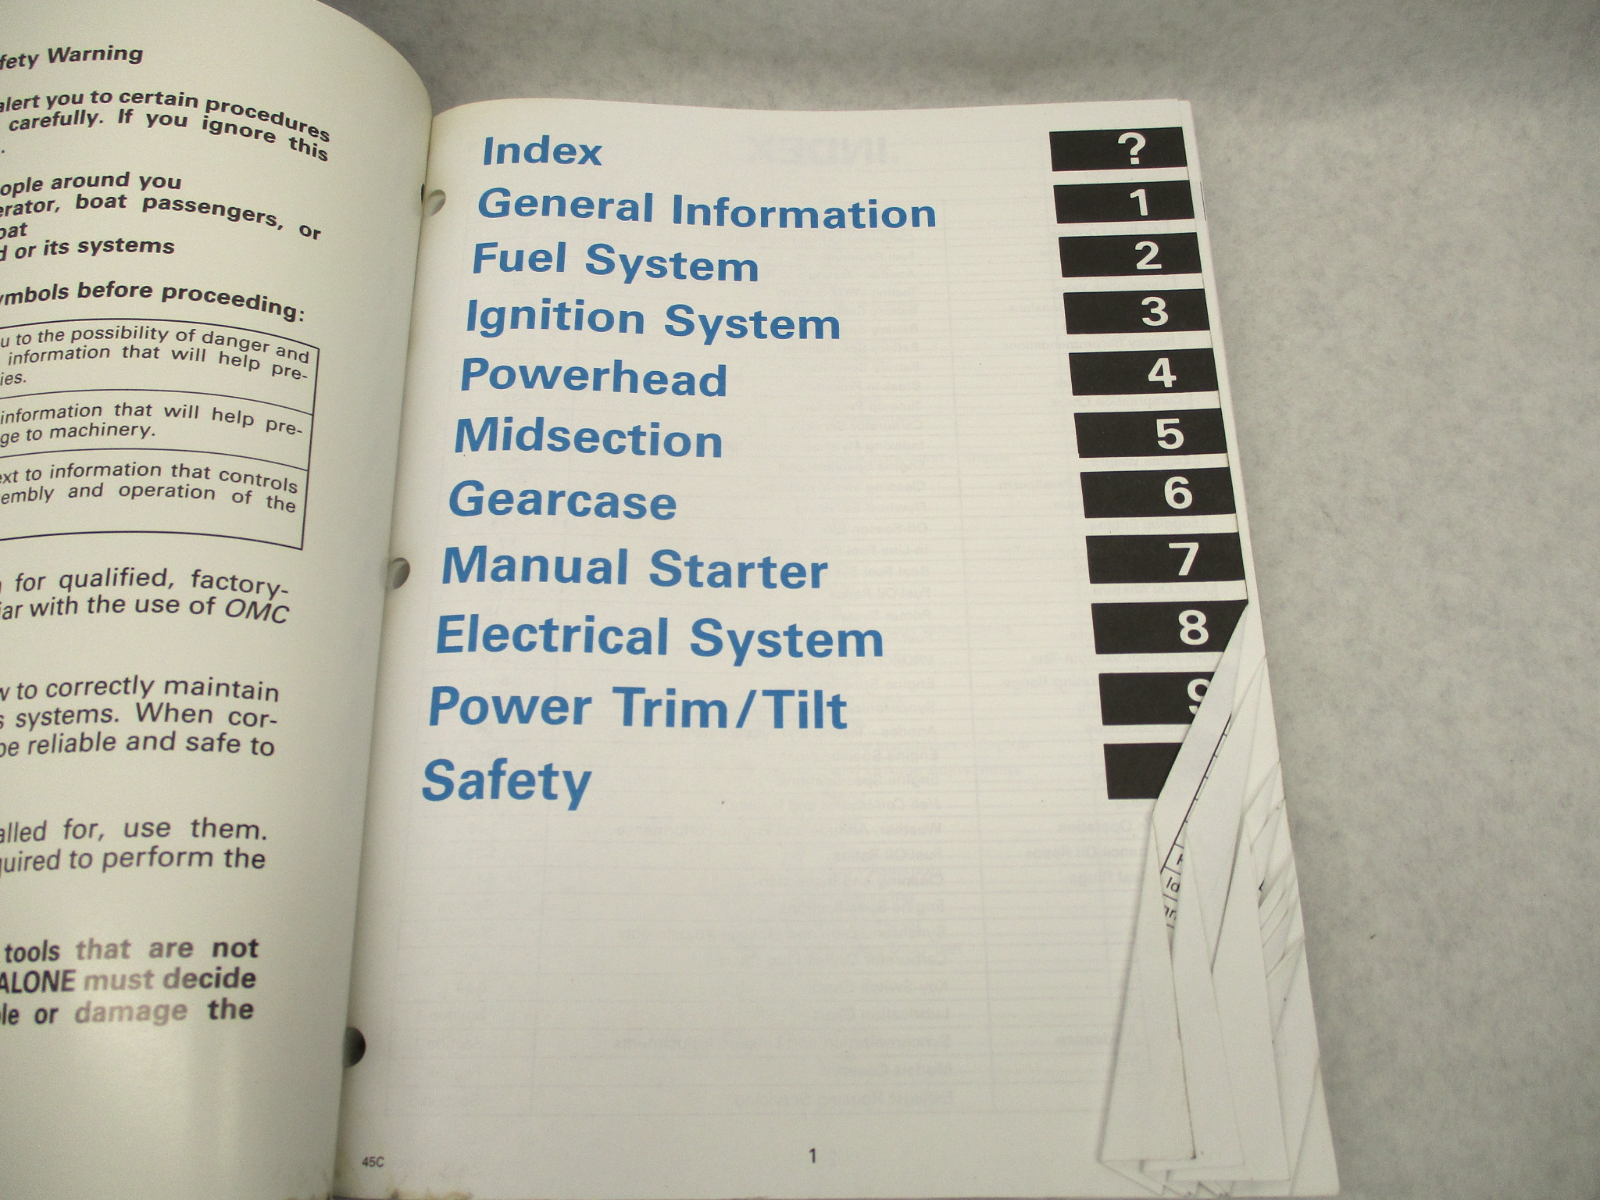 fety Warning
alert you to certain procedures
carefully. If you ignore this
.
ople around you
erator, boat passengers, or
oat
d or its systems
ymbols before proceeding:
u to the possibility of danger and
information that will help pre-
ies.
information that will help pre-
ge to machinery.
ext to information that controls
embly and operation of the
for qualified, factory-
iar with the use of OMC
w to correctly maintain
s systems. When cor-
be reliable and safe to
alled for, use them.
quired to perform the
tools that are not
ALONE must decide
ble or damage the
Index ?
General Information 1
Fuel System 2
Ignition System 3
Powerhead 4
Midsection 5
Gearcase 6
Manual Starter 7
Electrical System 8
Power Trim/Tilt 9
Safety
45C 1